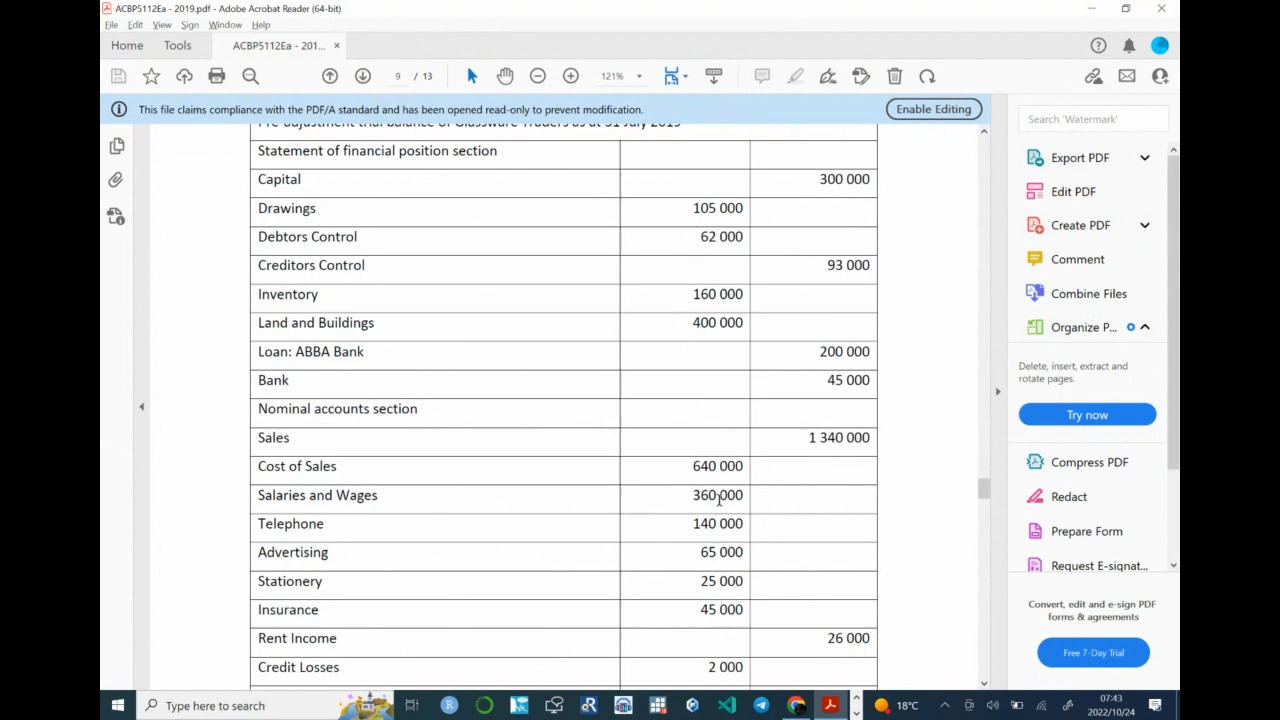 ACBP5112Ea - 2019.pdf - Adobe Acrobat Reader (64-bit)
File Edit View Sign Window Help
Home Tools ACBP5112Ea - 201... ×
9 / 13 121%
This file claims compliance with the PDF/A standard and has been opened read-only to prevent modification. Enable Editing
Statement of financial position section
Capital 300 000
Drawings 105 000
Debtors Control 62 000
Creditors Control 93 000
Inventory 160 000
Land and Buildings 400 000
Loan: ABBA Bank 200 000
Bank 45 000
Nominal accounts section
Sales 1 340 000
Cost of Sales 640 000
Salaries and Wages 360 000
Telephone 140 000
Advertising 65 000
Stationery 25 000
Insurance 45 000
Rent Income 26 000
Credit Losses 2 000
Search 'Watermark'
Export PDF
Edit PDF
Create PDF
Comment
Combine Files
Organize P...
Delete, insert, extract and
rotate pages.
Try now
Compress PDF
Redact
Prepare Form
Request E-signat...
Convert, edit and e-sign PDF
forms & agreements
Free 7-Day Trial
Type here to search
18°C
07:43
2022/10/24